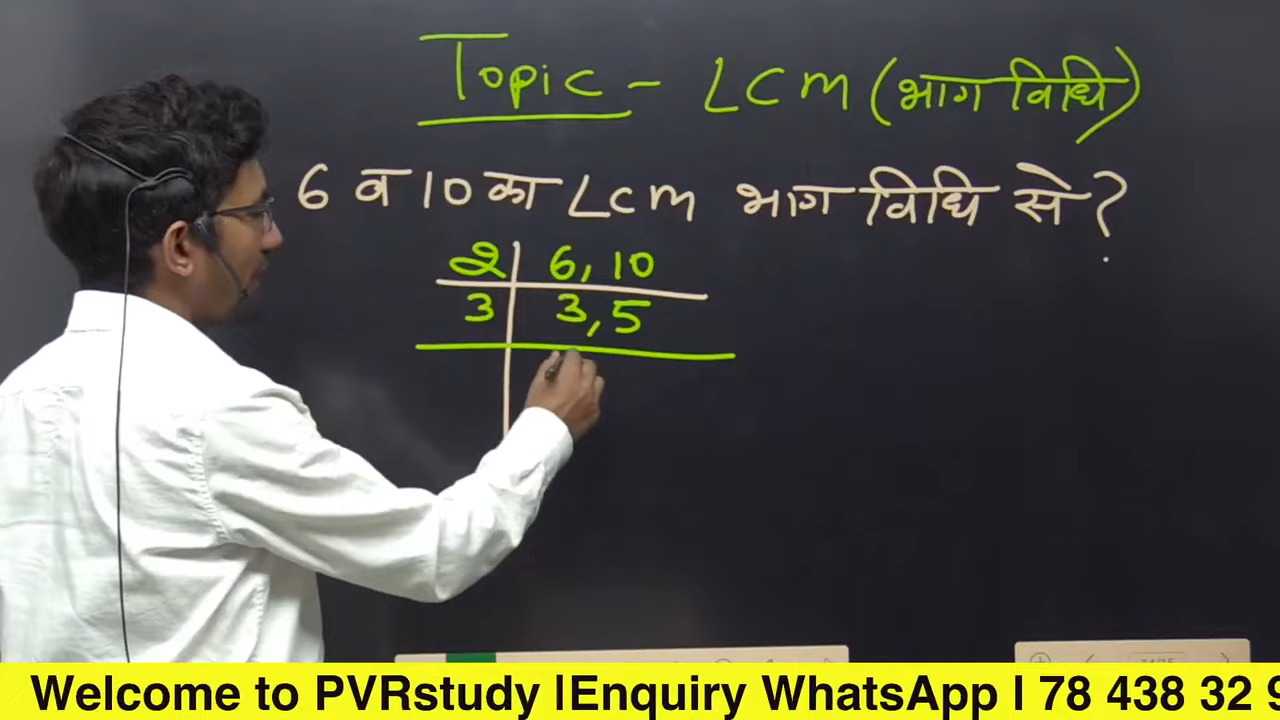 Topic - LCM (भाग विधि)
6 व 10 का LCM भाग विधि से ?
2 | 6, 10
3 | 3, 5
Welcome to PVRstudy |Enquiry WhatsApp | 78 438 32 9